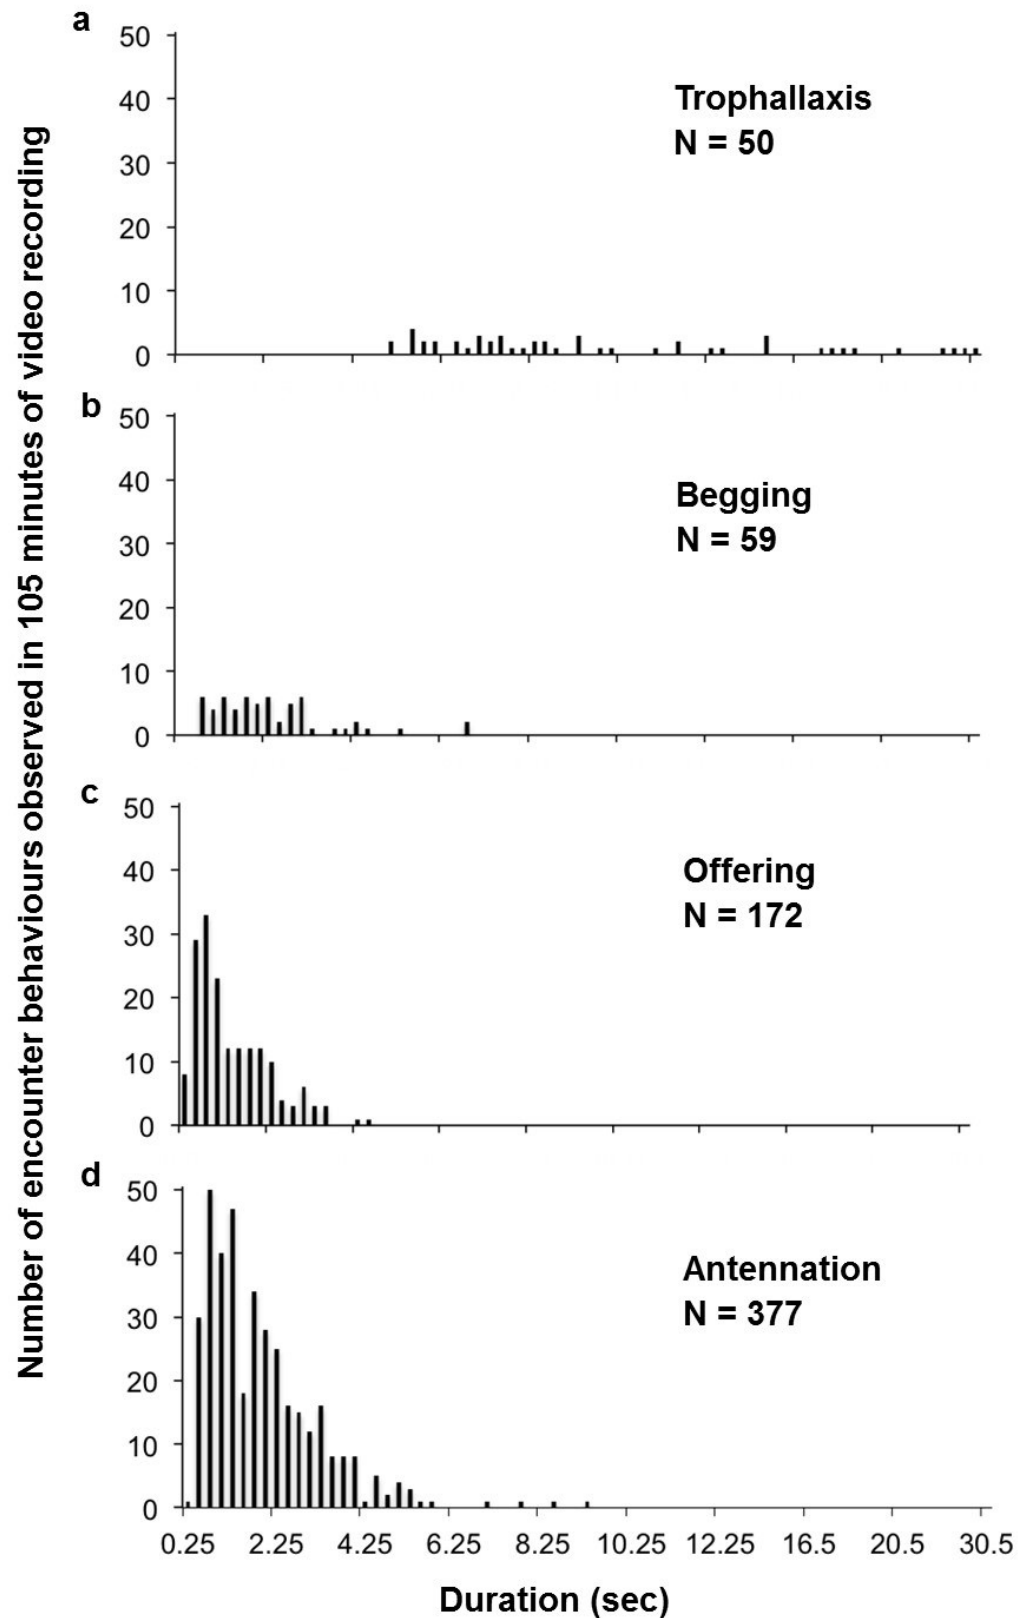 Number of encounter behaviours observed in 105 minutes of video recording
a
50
40
30
20
10
0
Trophallaxis
N = 50
b
50
40
30
20
10
0
Begging
N = 59
c
50
40
30
20
10
0
Offering
N = 172
d
50
40
30
20
10
0
Antennation
N = 377
0.25 2.25 4.25 6.25 8.25 10.25 12.25 16.5 20.5 30.5
Duration (sec)